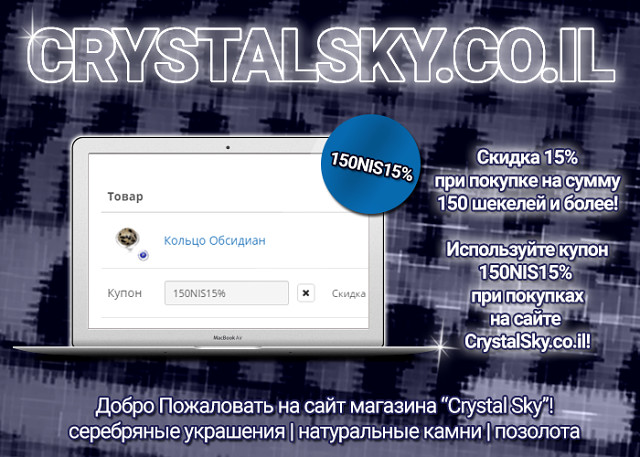 CRYSTALSKY.CO.IL
150NIS15%
Товар
Кольцо Обсидиан
Купон 150NIS15% × Скидка
MacBook Air
Скидка 15%
при покупке на сумму
150 шекелей и более!
Используйте купон
150NIS15%
при покупках
на сайте
CrystalSky.co.il!
Добро Пожаловать на сайт магазина “Crystal Sky”!
серебряные украшения | натуральные камни | позолота